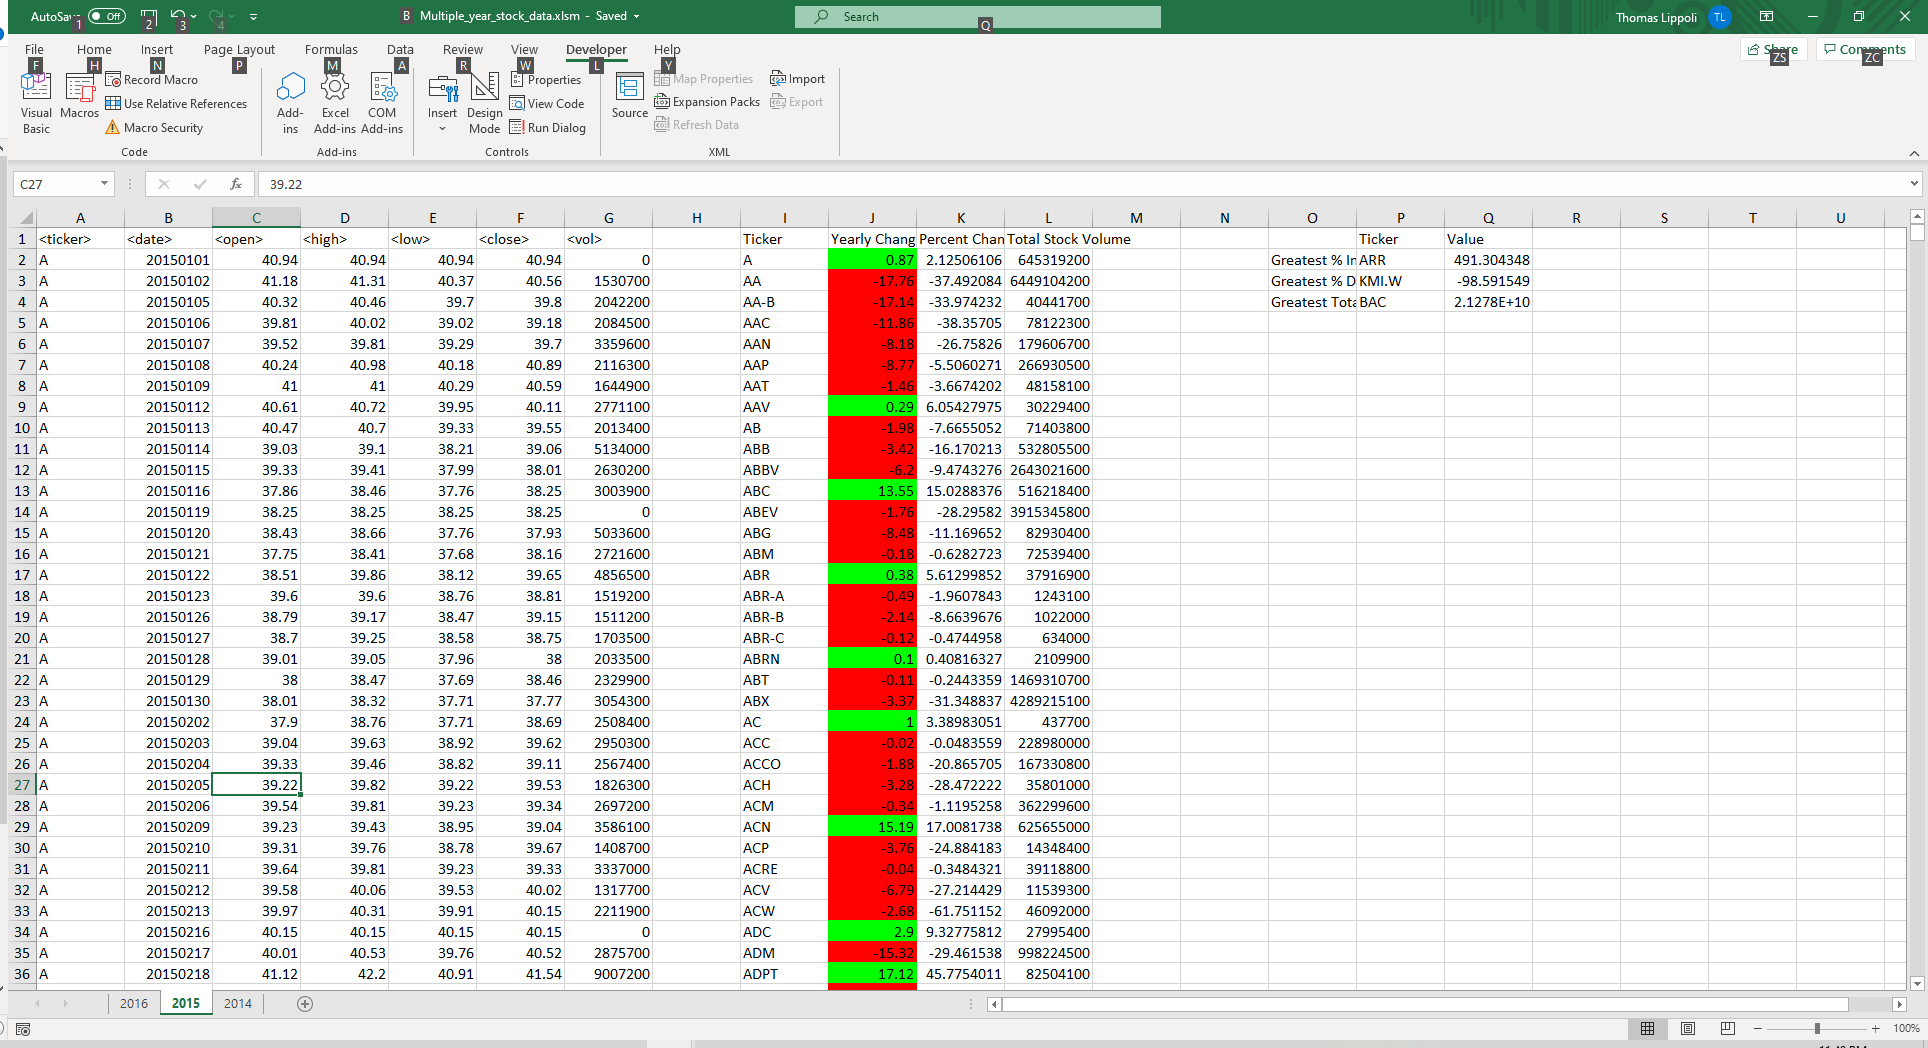 AutoSav Off Multiple_year_stock_data.xlsm - Saved Search Thomas Lippoli TL
1 2 3 4 B Q
File Home Insert Page Layout Formulas Data Review View Developer Help Share Comments
F H N P M A R W L Y ZS ZC
Visual Basic
Macros
Record Macro
Use Relative References
Macro Security
Add-ins
Excel Add-ins
COM Add-ins
Insert
Design Mode
Properties
View Code
Run Dialog
Source
Map Properties
Expansion Packs
Refresh Data
Import
Export
Code Add-ins Controls XML
C27 fx 39.22
A B C D E F G H I J K L M N O P Q R S T U
1 <ticker> <date> <open> <high> <low> <close> <vol> Ticker Yearly Chang Percent Chan Total Stock Volume Ticker Value
2 A 20150101 40.94 40.94 40.94 40.94 0 A 0.87 2.12506106 645319200 Greatest % In ARR 491.304348
3 A 20150102 41.18 41.31 40.37 40.56 1530700 AA -17.76 -37.492084 6449104200 Greatest % D KMI.W -98.591549
4 A 20150105 40.32 40.46 39.7 39.8 2042200 AA-B -17.14 -33.974232 40441700 Greatest Tota BAC 2.1278E+10
5 A 20150106 39.81 40.02 39.02 39.18 2084500 AAC -11.86 -38.35705 78122300
6 A 20150107 39.52 39.81 39.29 39.7 3359600 AAN -8.18 -26.75826 179606700
7 A 20150108 40.24 40.98 40.18 40.89 2116300 AAP -8.77 -5.5060271 266930500
8 A 20150109 41 41 40.29 40.59 1644900 AAT -1.46 -3.6674202 48158100
9 A 20150112 40.61 40.72 39.95 40.11 2771100 AAV 0.29 6.05427975 30229400
10 A 20150113 40.47 40.7 39.33 39.55 2013400 AB -1.98 -7.6655052 71403800
11 A 20150114 39.03 39.1 38.21 39.06 5134000 ABB -3.42 -16.170213 532805500
12 A 20150115 39.33 39.41 37.99 38.01 2630200 ABBV -6.2 -9.4743276 2643021600
13 A 20150116 37.86 38.46 37.76 38.25 3003900 ABC 13.55 15.0288376 516218400
14 A 20150119 38.25 38.25 38.25 38.25 0 ABEV -1.76 -28.29582 3915345800
15 A 20150120 38.43 38.66 37.76 37.93 5033600 ABG -8.48 -11.169652 82930400
16 A 20150121 37.75 38.41 37.68 38.16 2721600 ABM -0.18 -0.6282723 72539400
17 A 20150122 38.51 39.86 38.12 39.65 4856500 ABR 0.38 5.61299852 37916900
18 A 20150123 39.6 39.6 38.76 38.81 1519200 ABR-A -0.49 -1.9607843 1243100
19 A 20150126 38.79 39.17 38.47 39.15 1511200 ABR-B -2.14 -8.6639676 1022000
20 A 20150127 38.7 39.25 38.58 38.75 1703500 ABR-C -0.12 -0.4744958 634000
21 A 20150128 39.01 39.05 37.96 38 2033500 ABRN 0.1 0.40816327 2109900
22 A 20150129 38 38.47 37.69 38.46 2329900 ABT -0.11 -0.2443359 1469310700
23 A 20150130 38.01 38.32 37.71 37.77 3054300 ABX -3.37 -31.348837 4289215100
24 A 20150202 37.9 38.76 37.71 38.69 2508400 AC 1 3.38983051 437700
25 A 20150203 39.04 39.63 38.92 39.62 2950300 ACC -0.02 -0.0483559 228980000
26 A 20150204 39.33 39.46 38.82 39.11 2567400 ACCO -1.88 -20.865705 167330800
27 A 20150205 39.22 39.82 39.22 39.53 1826300 ACH -3.28 -28.472222 35801000
28 A 20150206 39.54 39.81 39.23 39.34 2697200 ACM -0.34 -1.1195258 362299600
29 A 20150209 39.23 39.43 38.95 39.04 3586100 ACN 15.19 17.0081738 625655000
30 A 20150210 39.31 39.76 38.78 39.67 1408700 ACP -3.76 -24.884183 14348400
31 A 20150211 39.64 39.81 39.23 39.33 3337000 ACRE -0.04 -0.3484321 39118800
32 A 20150212 39.58 40.06 39.53 40.02 1317700 ACV -6.79 -27.214429 11539300
33 A 20150213 39.97 40.31 39.91 40.15 2211900 ACW -2.68 -61.751152 46092000
34 A 20150216 40.15 40.15 40.15 40.15 0 ADC 2.9 9.32775812 27995400
35 A 20150217 40.01 40.53 39.76 40.52 2875700 ADM -15.32 -29.461538 998224500
36 A 20150218 41.12 42.2 40.91 41.54 9007200 ADPT 17.12 45.7754011 82504100
2016 2015 2014
100%